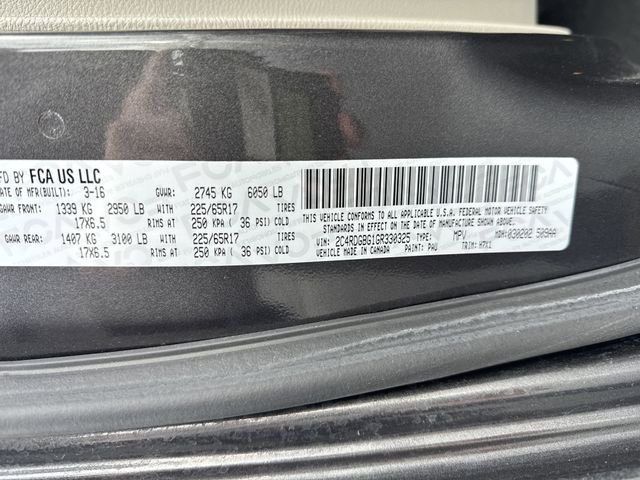 FD BY FCA US LLC
ATE OF MFR(BUILT): 3-16 GVWR: 2745 KG 6050 LB
GAWR FRONT: 1339 KG 2950 LB WITH 225/65R17 TIRES
17X6.5 RIMS AT 250 KPA ( 36 PSI) COLD
GAWR REAR: 1407 KG 3100 LB WITH 225/65R17 TIRES
17X6.5 RIMS AT 250 KPA ( 36 PSI) COLD
THIS VEHICLE CONFORMS TO ALL APPLICABLE U.S.A. FEDERAL MOTOR VEHICLE SAFETY
STANDARDS IN EFFECT ON THE DATE OF MANUFACTURE SHOWN ABOVE.
VIN: 2C4RDGBG1GR330325 TYPE: MPV MDH:030202 509AA
VEHICLE MADE IN CANADA PAINT: PAU TRIM: H7X1